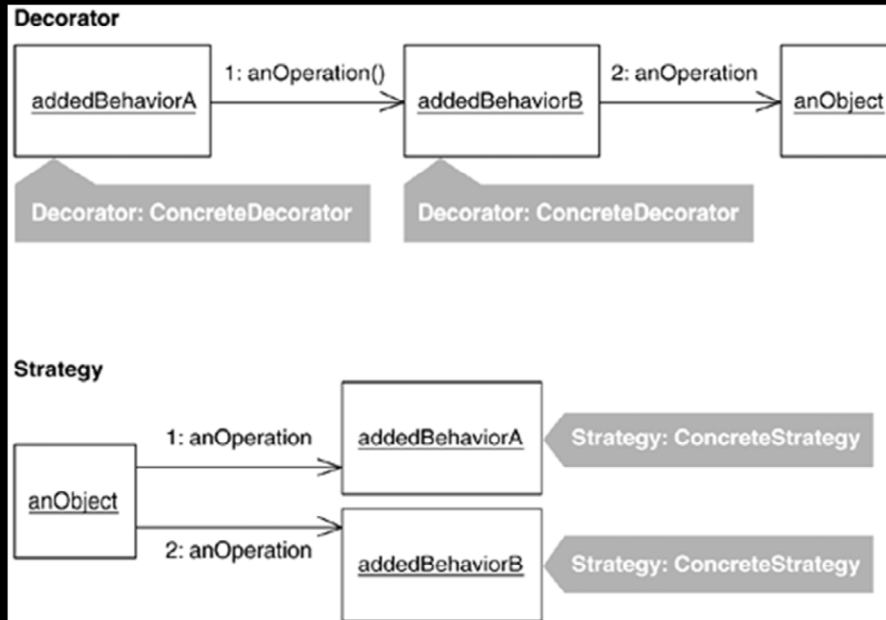 Decorator
1: anOperation()
2: anOperation
addedBehaviorA
addedBehaviorB
anObject
Decorator: ConcreteDecorator
Decorator: ConcreteDecorator
Strategy
1: anOperation
addedBehaviorA
Strategy: ConcreteStrategy
anObject
2: anOperation
addedBehaviorB
Strategy: ConcreteStrategy